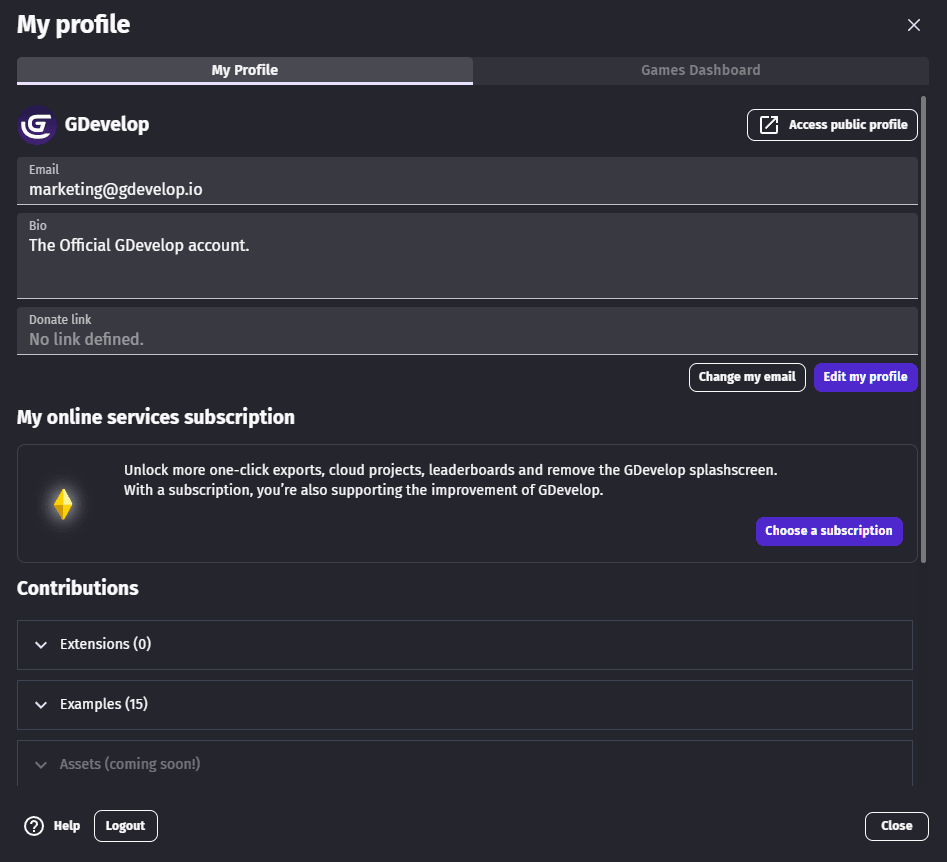 My profile
My Profile
Games Dashboard
GDevelop
Access public profile
Email
marketing@gdevelop.io
Bio
The Official GDevelop account.
Donate link
No link defined.
Change my email
Edit my profile
My online services subscription
Unlock more one-click exports, cloud projects, leaderboards and remove the GDevelop splashscreen.
With a subscription, you’re also supporting the improvement of GDevelop.
Choose a subscription
Contributions
Extensions (0)
Examples (15)
Assets (coming soon!)
Help
Logout
Close